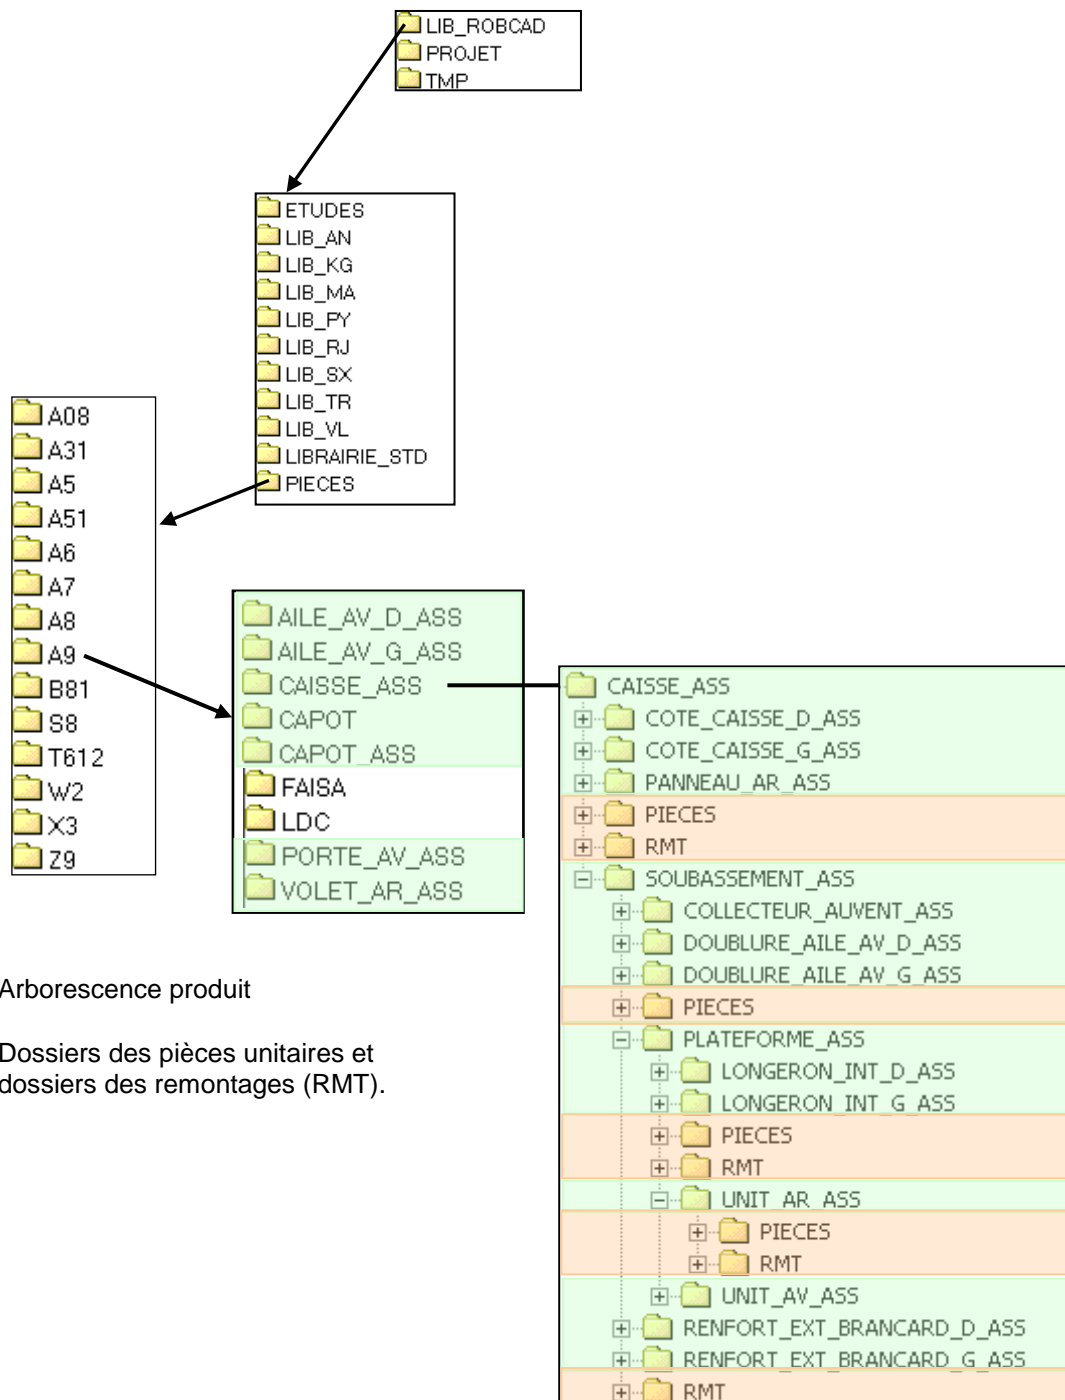 LIB_ROBCAD
PROJET
TMP
ETUDES
LIB_AN
LIB_KG
LIB_MA
LIB_PY
LIB_RJ
LIB_SX
LIB_TR
LIB_VL
LIBRAIRIE_STD
PIECES
A08
A31
A5
A51
A6
A7
A8
A9
B81
S8
T612
W2
X3
Z9
AILE_AV_D_ASS
AILE_AV_G_ASS
CAISSE_ASS
CAPOT
CAPOT_ASS
FAISA
LDC
PORTE_AV_ASS
VOLET_AR_ASS
CAISSE_ASS
COTE_CAISSE_D_ASS
COTE_CAISSE_G_ASS
PANNEAU_AR_ASS
PIECES
RMT
SOUBASSEMENT_ASS
COLLECTEUR_AUVENT_ASS
DOUBLURE_AILE_AV_D_ASS
DOUBLURE_AILE_AV_G_ASS
PIECES
PLATEFORME_ASS
LONGERON_INT_D_ASS
LONGERON_INT_G_ASS
PIECES
RMT
UNIT_AR_ASS
PIECES
RMT
UNIT_AV_ASS
RENFORT_EXT_BRANCARD_D_ASS
RENFORT_EXT_BRANCARD_G_ASS
RMT
Arborescence produit
Dossiers des pièces unitaires et
dossiers des remontages (RMT).